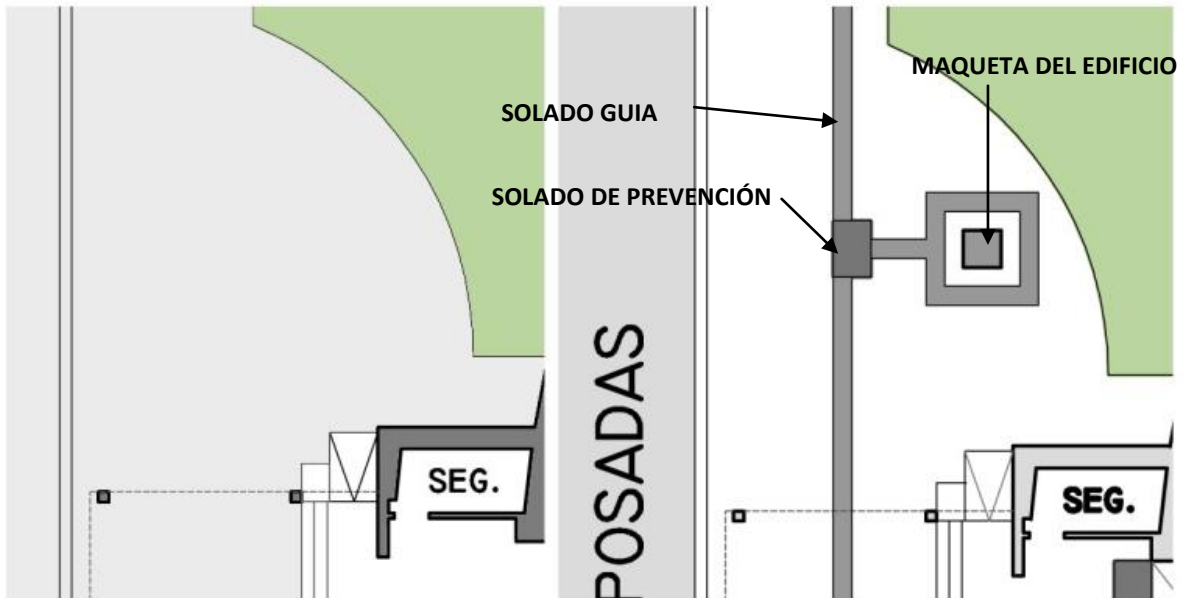 MAQUETA DEL EDIFICIO
SOLADO GUIA
SOLADO DE PREVENCIÓN
POSADAS
SEG.
SEG.